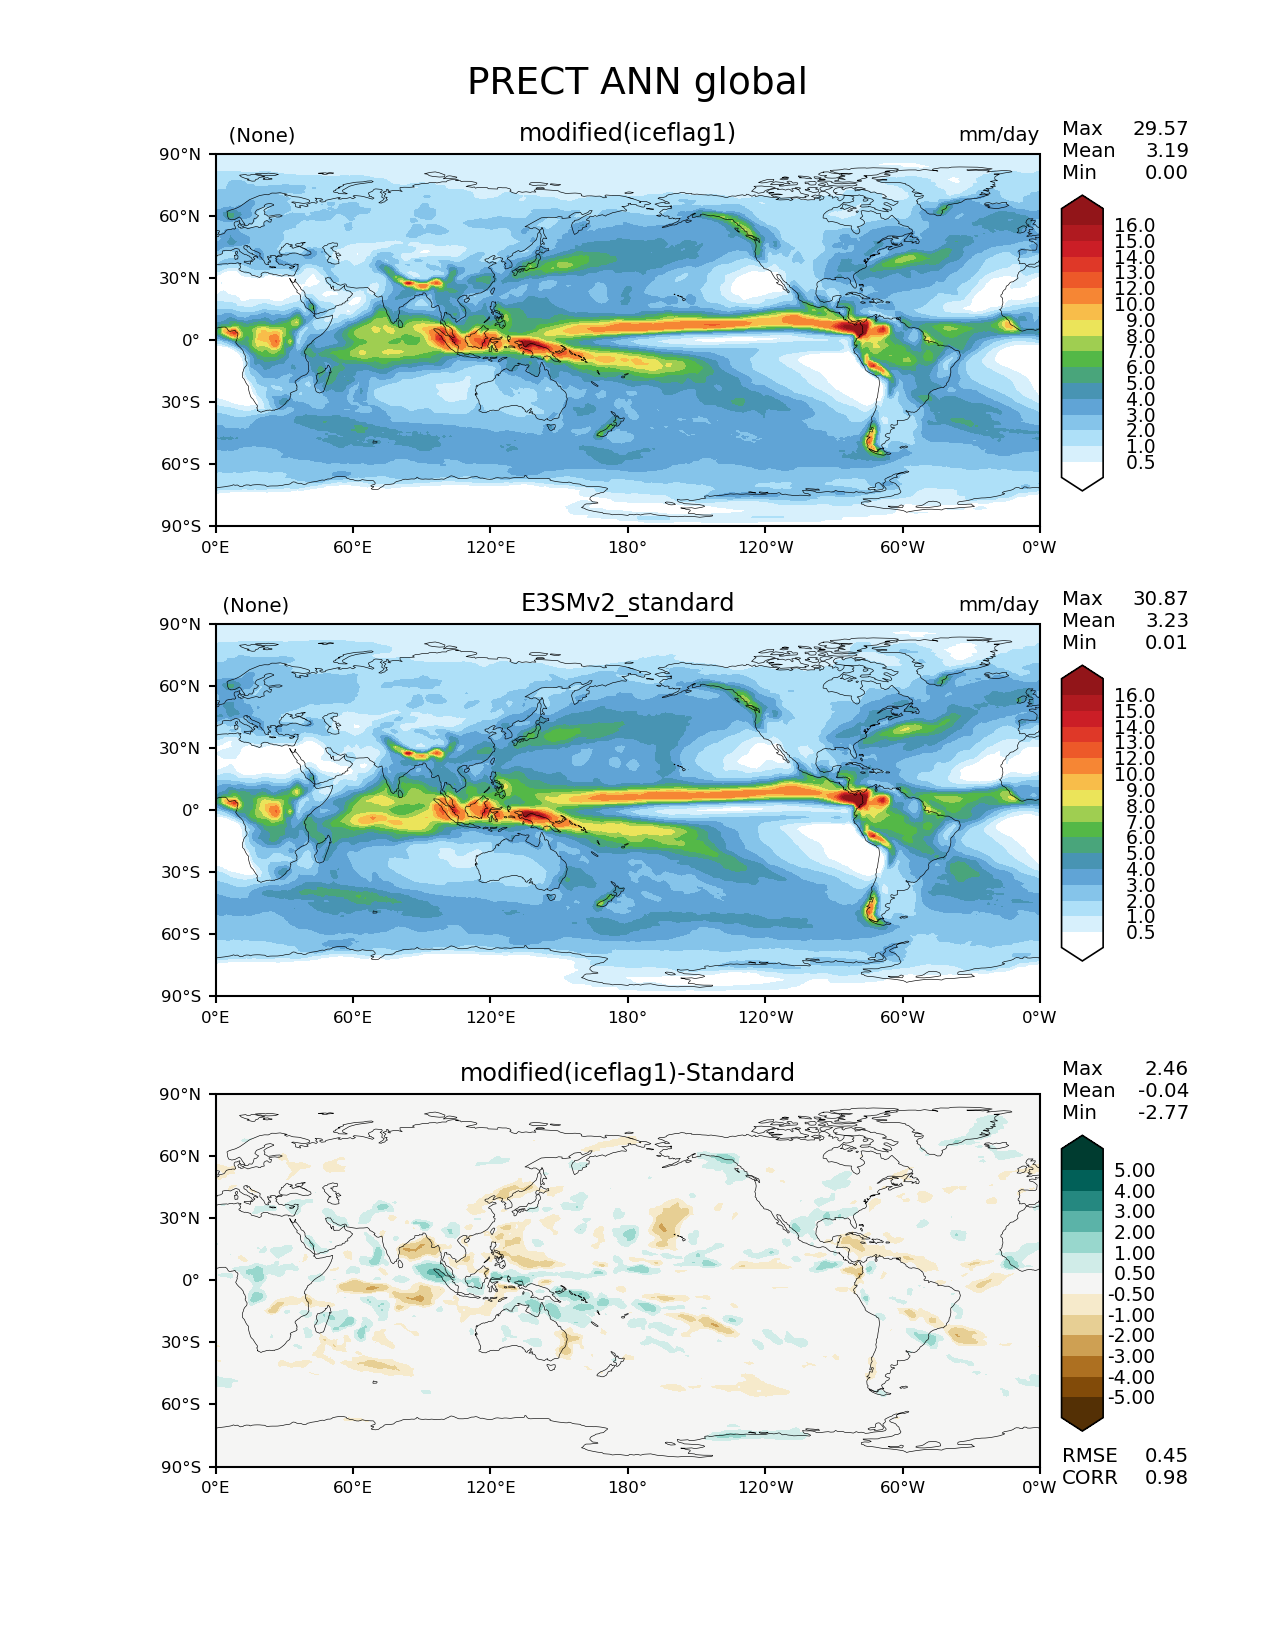 PRECT ANN global
(None) modified(iceflag1) mm/day
Max 29.57
Mean 3.19
Min 0.00
90°N
60°N
30°N
0°
30°S
60°S
90°S
0°E 60°E 120°E 180° 120°W 60°W 0°W
16.0
15.0
14.0
13.0
12.0
10.0
9.0
8.0
7.0
6.0
5.0
4.0
3.0
2.0
1.0
0.5
(None) E3SMv2_standard mm/day
Max 30.87
Mean 3.23
Min 0.01
90°N
60°N
30°N
0°
30°S
60°S
90°S
0°E 60°E 120°E 180° 120°W 60°W 0°W
16.0
15.0
14.0
13.0
12.0
10.0
9.0
8.0
7.0
6.0
5.0
4.0
3.0
2.0
1.0
0.5
modified(iceflag1)-Standard
Max 2.46
Mean -0.04
Min -2.77
90°N
60°N
30°N
0°
30°S
60°S
90°S
0°E 60°E 120°E 180° 120°W 60°W 0°W
5.00
4.00
3.00
2.00
1.00
0.50
-0.50
-1.00
-2.00
-3.00
-4.00
-5.00
RMSE 0.45
CORR 0.98